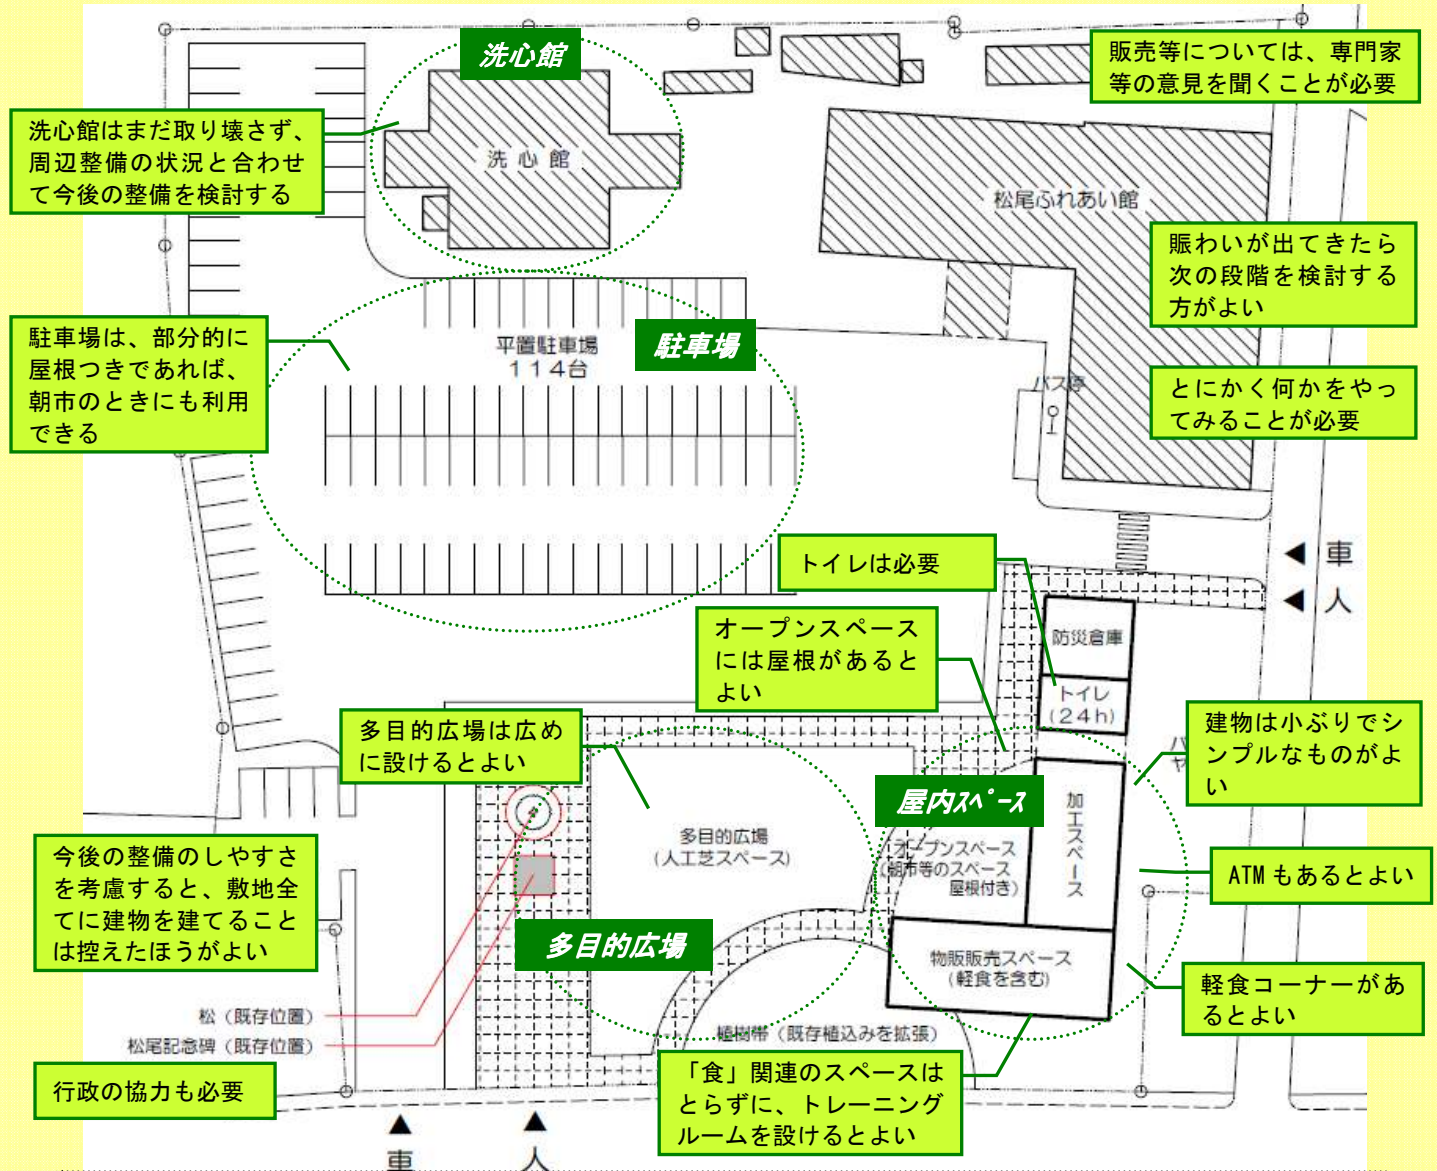 洗心館
販売等については、専門家
等の意見を聞くことが必要
洗心館はまだ取り壊さず、
周辺整備の状況と合わせ
て今後の整備を検討する
洗 心 館
松尾ふれあい館
賑わいが出てきたら
次の段階を検討する
方がよい
駐車場は、部分的に
屋根つきであれば、
朝市のときにも利用
できる
平置駐車場
114台
駐車場
バス停
とにかく何かをやっ
てみることが必要
トイレは必要
◀ 車
◀ 人
オープンスペース
には屋根があると
よい
防災倉庫
トイレ
(24h)
多目的広場は広め
に設けるとよい
建物は小ぶりでシ
ンプルなものがよ
い
屋内スペース
加工スペース
多目的広場
(人工芝スペース)
オープンスペース
(朝市等のスペース
屋根付き)
今後の整備のしやすさ
を考慮すると、敷地全
てに建物を建てること
は控えたほうがよい
ATM もあるとよい
多目的広場
物販販売スペース
(軽食を含む)
軽食コーナーがあ
るとよい
松(既存位置)
松尾記念碑(既存位置)
植樹帯(既存植込みを拡張)
行政の協力も必要
「食」関連のスペースは
とらずに、トレーニング
ルームを設けるとよい
▲
車
▲
人